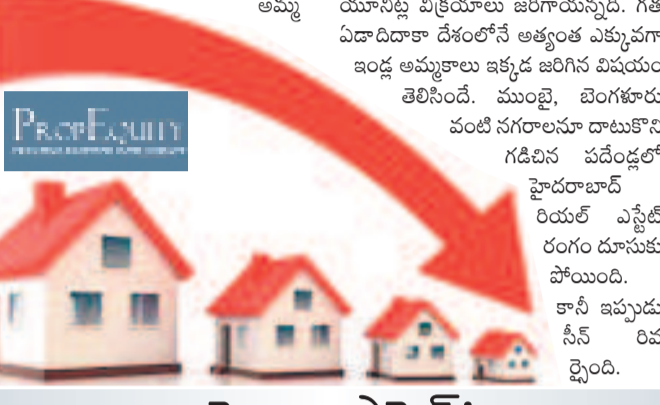 అమ్మ యూనిట్ల విక్రయాలు జరిగాయన్నది. గత
ఏడాదిదాకా దేశంలోనే అత్యంత ఎక్కువగా
ఇండ్ల అమ్మకాలు ఇక్కడ జరిగిన విషయం
తెలిసిందే. ముంబై, బెంగళూరు
వంటి నగరాలనూ దాటుకొని
గడిచిన పదేండ్లలో
హైదరాబాద్
రియల్ ఎస్టేట్
రంగం దూసుకు
పోయింది.
కానీ ఇప్పుడు
సీన్ రివ
ర్సైంది.
PROPEQUITY